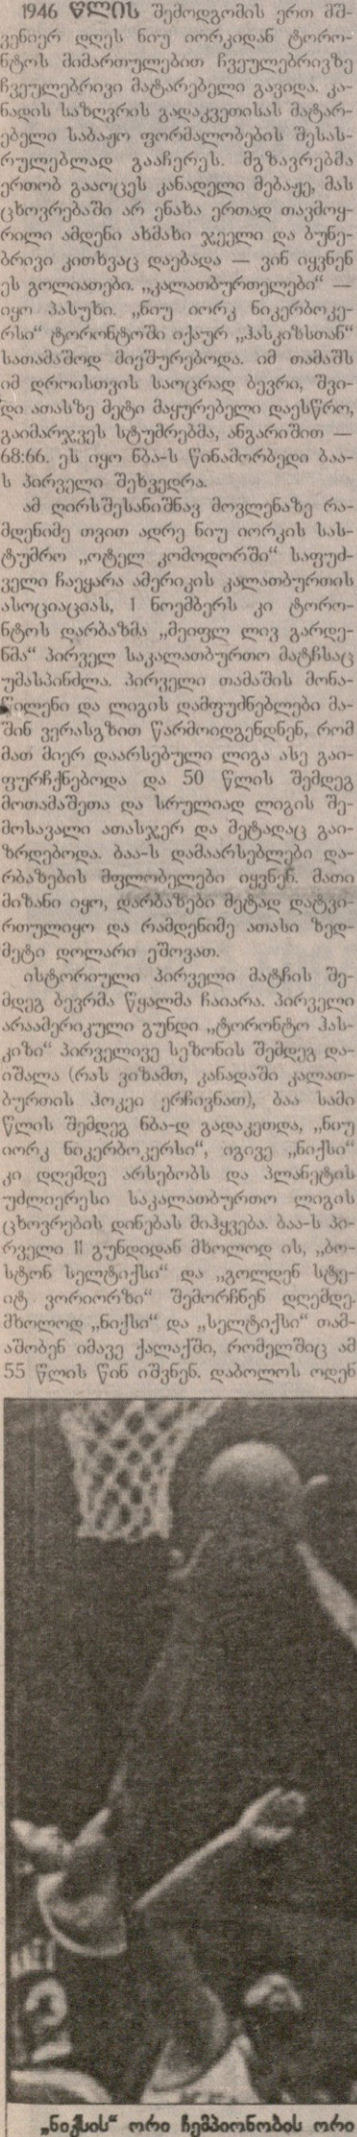 1946 წლის შემოდგომის ერთ მშ-
ვენიერ დღეს ნიუ იორკიდან ტორო-
ნტოს მიმართულებით ჩვეულებრივზე
ჩვეულებრივი მატარებელი გავიდა. კა-
ნადის საზღვრის გადაკვეთისას მატარ-
ებელი საბაჟო ფორმალობების შესას-
რულებლად გააჩერეს. მგზავრებმა
ერთობ გააოცეს კანადელი მებაჟე, მას
ცხოვრებაში არ ენახა ერთად თავმოყ-
რილი ამდენი ახმახი ჯეელი და ბუნე-
ბრივი კითხვაც დაებადა — ვინ იყვნენ
ეს გოლიათები. „კალათბურთელები“ —
იყო პასუხი. „ნიუ იორკ ნიკერბოკე-
რსი“ ტორონტოში იქაურ „ჰასკიზსთან“
სათამაშოდ მიემურებოდა. იმ თამაშს
იმ დროისთვის საოცრად ბევრი, შვი-
დი ათასზე მეტი მაყურებელი დაესწრო,
გაიმარჯვეს სტუმრებმა, ანგარიშით —
68:66. ეს იყო ნბა-ს წინამორბედი ბაა-
ს პირველი შეხვედრა.
ამ ღირსშესანიშნავ მოვლენაზე რა-
მდენიმე თვით ადრე ნიუ იორკის სას-
ტუმრო „ოტელ კომოდორში“ საფუძ-
ველი ჩაეყარა ამერიკის კალათბურთის
ასოციაციას, 1 ნოემბერს კი ტორო-
ნტოს დარბაზმა „მეიფლ ლივ გარდე-
ნმა“ პირველ საკალათბურთო მატჩსაც
უმასპინძლა. პირველი თამაშის მონა-
წილენი და ლიგის დამფუძნებლები მა-
შინ ვერასგზით წარმოიდგენდნენ, რომ
მათ მიერ დაარსებული ლიგა ასე გაი-
ფურჩქნებოდა და 50 წლის შემდეგ
მოთამაშეთა და სრულიად ლიგის შე-
მოსავალი ათასჯერ და მეტადაც გაი-
ზრდებოდა. ბაა-ს დამაარსებლები და-
რბაზების მფლობელები იყვნენ. მათი
მიზანი იყო, დარბაზები მეტად დატვი-
რთულიყო და რამდენიმე ათასი ზედ-
მეტი დოლარი ეშოვათ.
ისტორიული პირველი მატჩის შე-
მდეგ ბევრმა წყალმა ჩაიარა. პირველი
არაამერიკული გუნდი „ტორონტო ჰას-
კიზი“ პირველივე სეზონის შემდეგ და-
იშალა (რას ვიზამთ, კანადაში კალათ-
ბურთის ჰოკეი ერჩივნათ), ბაა სამი
წლის შემდეგ ნბა-დ გადაკეთდა, „ნიუ
იორკ ნიკერბოკერსი“, იგივე „ნიქსი“
კი დღემდე არსებობს და პლანეტის
უძლიერესი საკალათბურთო ლიგის
ცხოვრების დინებას მიჰყვება. ბაა-ს პი-
რველი 11 გუნდიდან მხოლოდ ის, „ბო-
სტონ სელტიქსი“ და „გოლდენ სტე-
იტ ვორიორზი“ შემორჩნენ დღემდე.
მხოლოდ „ნიქსი“ და „სელტიქსი“ თამ-
აშობენ იმავე ქალაქში, რომელშიც ამ
55 წლის წინ იშვნენ. დაბოლოს ოდენ
„ნიქსის“ ორი ჩემპიონობის ორი